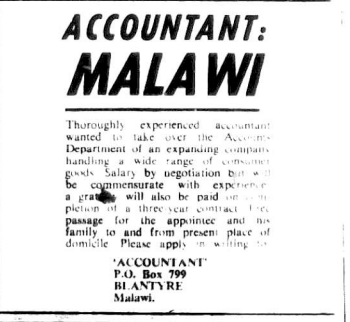 ACCOUNTANT:
MALAWI
Thoroughly experienced accountant
wanted to take over the Accounts
Department of an expanding company
handling a wide range of consumer
goods Salary by negotiation but will
be commensurate with experience
a will also be paid on
pletion of a three year contract
passage for the appointee and his
family to and from present place of
domicile Please apply in writing to
'ACCOUNTANT'
P.O. Box 799
BLANTYRE
Malawi.